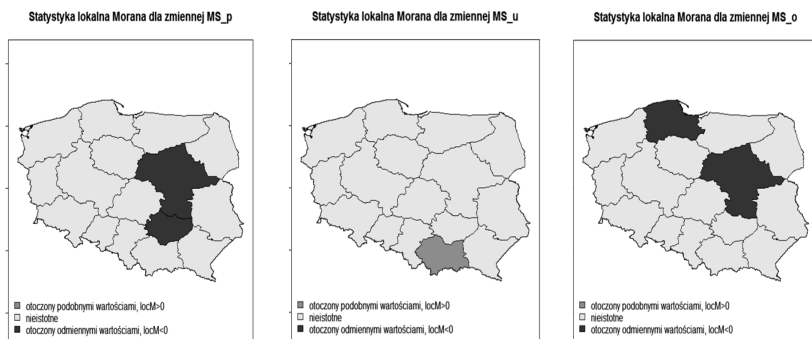 Statystyka lokalna Morana dla zmiennej MS_p
Statystyka lokalna Morana dla zmiennej MS_u
Statystyka lokalna Morana dla zmiennej MS_o
otoczony podobnymi wartościami, locM>0
nieistotne
otoczony odmiennymi wartościami, locM<0
otoczony podobnymi wartościami, locM>0
nieistotne
otoczony odmiennymi wartościami, locM<0
otoczony podobnymi wartościami, locM>0
nieistotne
otoczony odmiennymi wartościami, locM<0